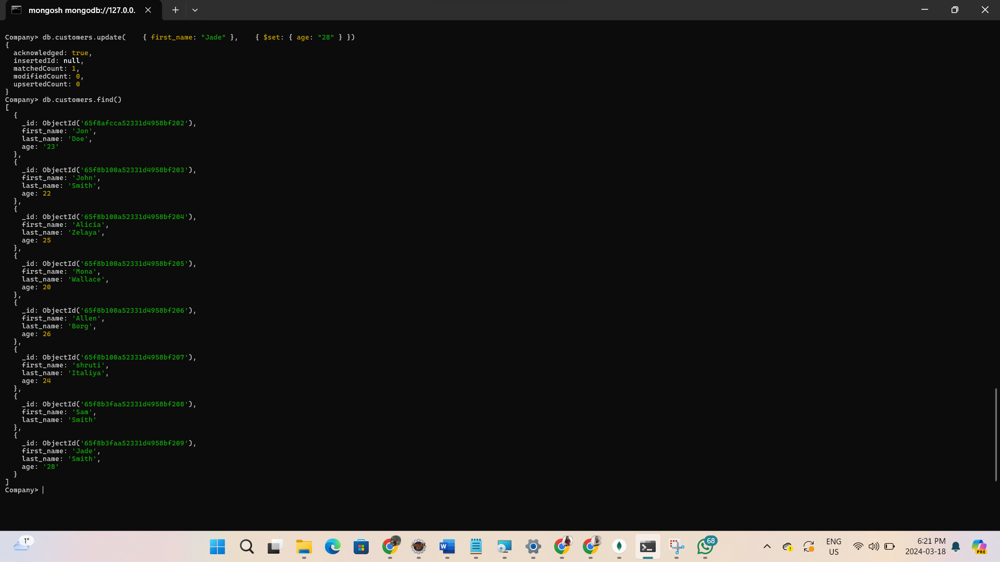 mongosh mongodb://127.0.0.
Company> db.customers.update(    { first_name: "Jade" },    { $set: { age: "28" } })
{
  acknowledged: true,
  insertedId: null,
  matchedCount: 1,
  modifiedCount: 0,
  upsertedCount: 0
}
Company> db.customers.find()
[
  {
    _id: ObjectId('65f8afcca52331d4958bf202'),
    first_name: 'Jon',
    last_name: 'Doe',
    age: '23'
  },
  {
    _id: ObjectId('65f8b100a52331d4958bf203'),
    first_name: 'John',
    last_name: 'Smith',
    age: 22
  },
  {
    _id: ObjectId('65f8b100a52331d4958bf204'),
    first_name: 'Alicia',
    last_name: 'Zelaya',
    age: 25
  },
  {
    _id: ObjectId('65f8b100a52331d4958bf205'),
    first_name: 'Mona',
    last_name: 'Wallace',
    age: 20
  },
  {
    _id: ObjectId('65f8b100a52331d4958bf206'),
    first_name: 'Allen',
    last_name: 'Borg',
    age: 26
  },
  {
    _id: ObjectId('65f8b100a52331d4958bf207'),
    first_name: 'shruti',
    last_name: 'Italiya',
    age: 24
  },
  {
    _id: ObjectId('65f8b3faa52331d4958bf208'),
    first_name: 'Sam',
    last_name: 'Smith'
  },
  {
    _id: ObjectId('65f8b3faa52331d4958bf209'),
    first_name: 'Jade',
    last_name: 'Smith',
    age: '28'
  }
]
Company>
1°
W
68
ENG
US
6:21 PM
2024-03-18
PRE